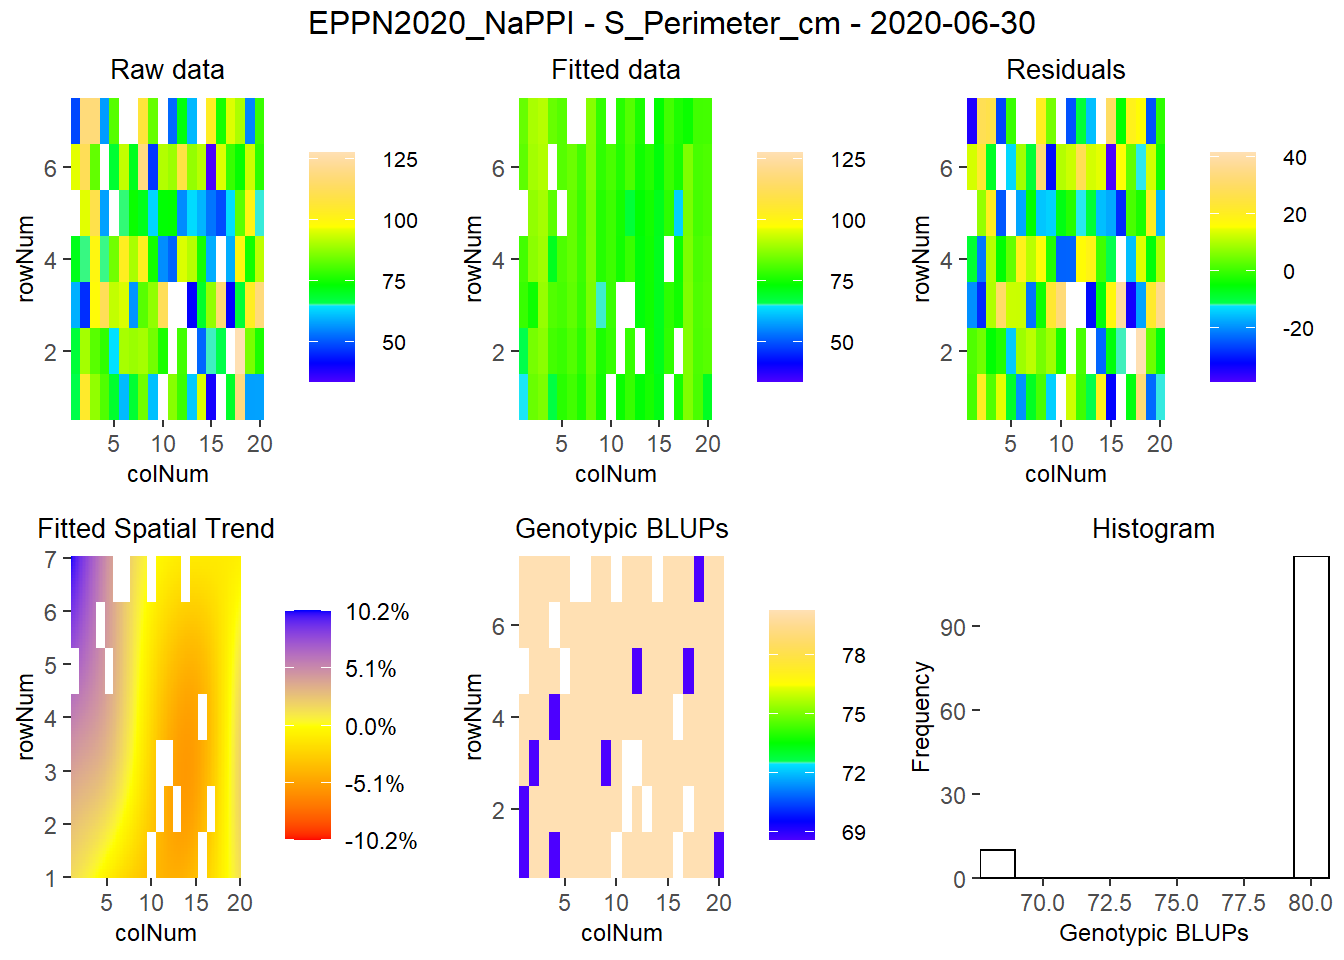 EPPN2020_NaPPI - S_Perimeter_cm - 2020-06-30
Raw data
Fitted data
Residuals
rowNum
6
4
2
5 10 15 20
colNum
125
100
75
50
rowNum
6
4
2
5 10 15 20
colNum
125
100
75
50
rowNum
6
4
2
5 10 15 20
colNum
40
20
0
-20
Fitted Spatial Trend
Genotypic BLUPs
Histogram
rowNum
7
6
5
4
3
2
1
5 10 15 20
colNum
10.2%
5.1%
0.0%
-5.1%
-10.2%
rowNum
6
4
2
5 10 15 20
colNum
78
75
72
69
Frequency
90
60
30
0
70.0 72.5 75.0 77.5 80.0
Genotypic BLUPs